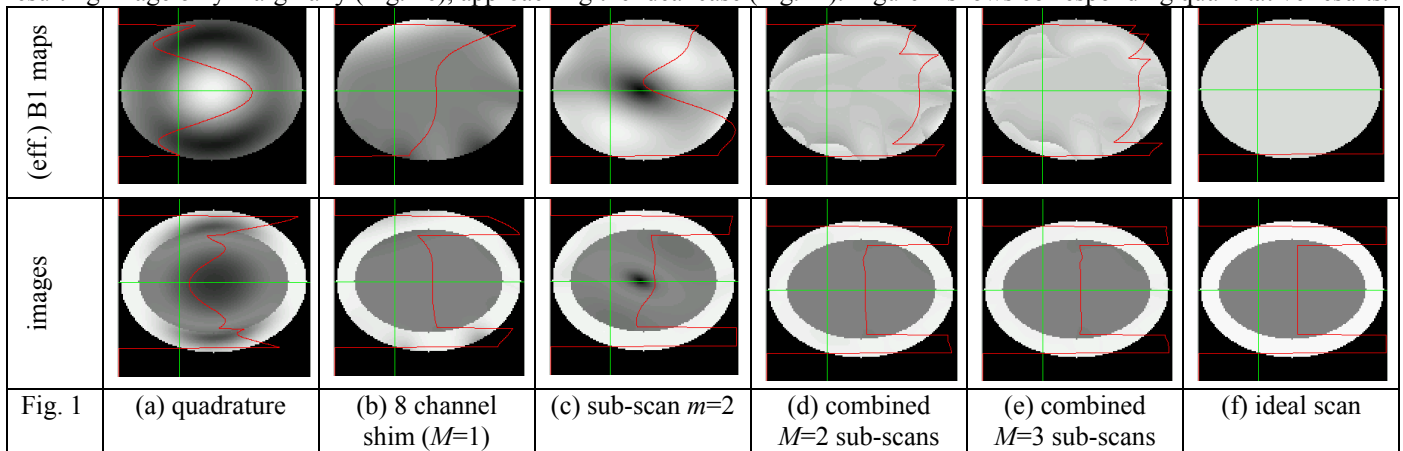 (eff.) B1 maps
images
Fig. 1
(a) quadrature
(b) 8 channel
shim (M=1)
(c) sub-scan m=2
(d) combined
M=2 sub-scans
(e) combined
M=3 sub-scans
(f) ideal scan